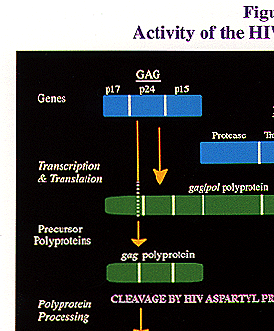 Figu
Activity of the HIV
GAG
p17 p24 p15
Genes
Protease
Transcription
& Translation
gag/pol polyprotein
Precursor
Polyproteins
gag polyprotein
CLEAVAGE BY HIV ASPARTYL PR
Polyprotein
Processing